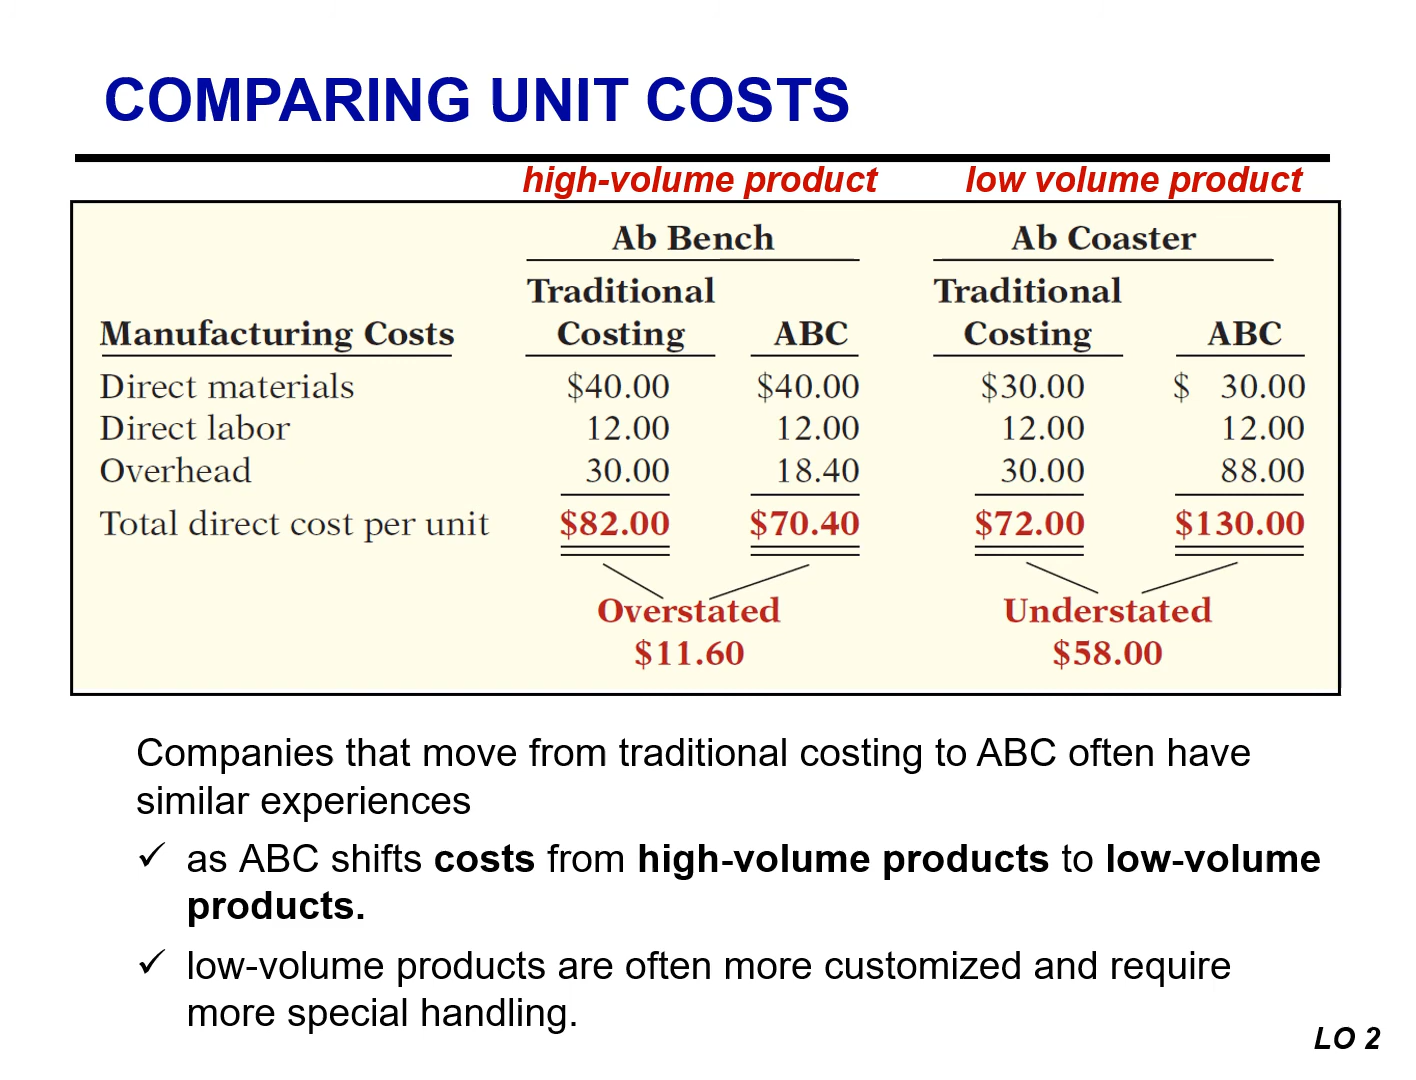 COMPARING UNIT COSTS
high-volume product low volume product
Ab Bench Ab Coaster
Traditional Traditional
Manufacturing Costs Costing ABC Costing ABC
Direct materials $40.00 $40.00 $30.00 $ 30.00
Direct labor 12.00 12.00 12.00 12.00
Overhead 30.00 18.40 30.00 88.00
Total direct cost per unit $82.00 $70.40 $72.00 $130.00
Overstated Understated
$11.60 $58.00
Companies that move from traditional costing to ABC often have
similar experiences
✓ as ABC shifts costs from high-volume products to low-volume
products.
✓ low-volume products are often more customized and require
more special handling.
LO 2